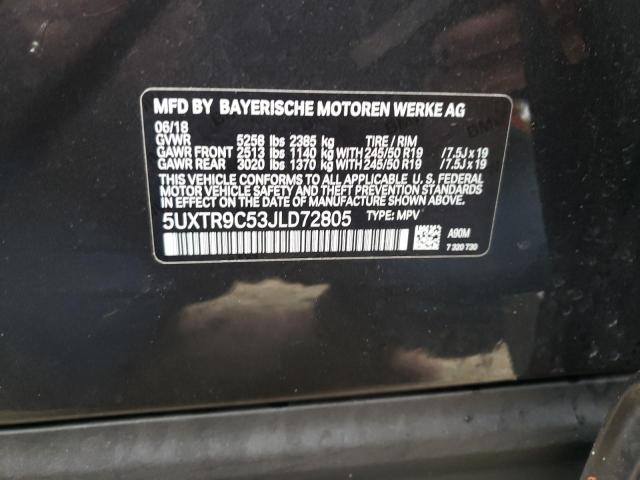 MFD BY BAYERISCHE MOTOREN WERKE AG
06/18
GVWR 5258 lbs 2385 kg TIRE / RIM
GAWR FRONT 2513 lbs 1140 kg WITH 245/50 R19 /7.5J x 19
GAWR REAR 3020 lbs 1370 kg WITH 245/50 R19 /7.5J x 19
THIS VEHICLE CONFORMS TO ALL APPLICABLE U. S. FEDERAL
MOTOR VEHICLE SAFETY, BUMPER, AND THEFT PREVENTION STANDARDS
IN EFFECT ON THE DATE OF MANUFACTURE SHOWN ABOVE.
5UXTR9C53JLD72805 TYPE: MPV
A90M
7 320 730